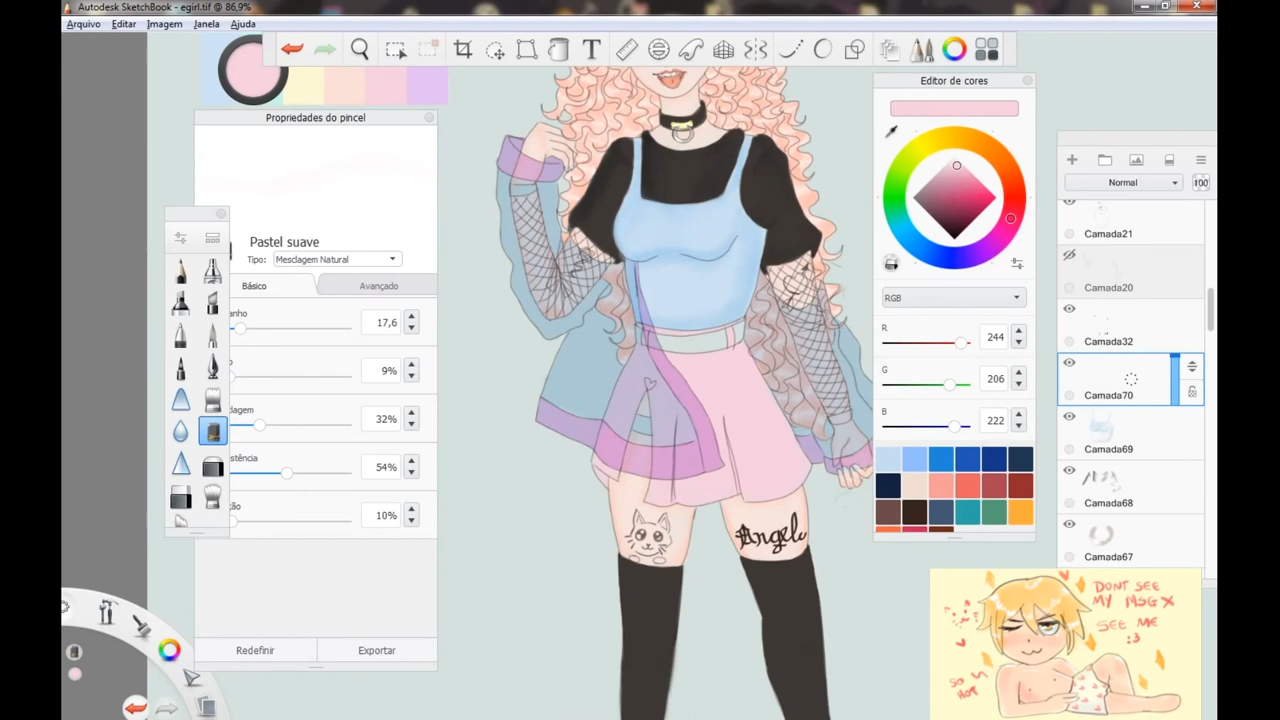 Autodesk SketchBook - egirl.tif @ 86,9%
Arquivo Editar Imagem Janela Ajuda
Propriedades do pincel
Pastel suave
Tipo: Mesclagem Natural
Básico Avançado
17,6
9%
32%
54%
10%
Redefinir Exportar
Angel
Editor de cores
RGB
R 244
G 206
B 222
Normal 100
Camada21
Camada20
Camada32
Camada70
Camada69
Camada68
Camada67
DONT SEE
MY MSG X
SEE ME
:3
SO
HOT